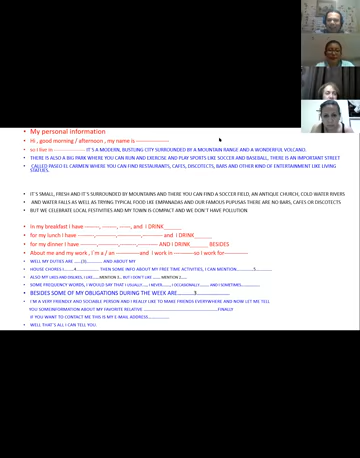 • My personal information
• Hi , good morning / afternoon , my name is ----------------
• so I live in ---------------- IT'S A MODERN, BUSTLING CITY SURROUNDED BY A MOUNTAIN RANGE AND A WONDERFUL VOLCANO.
• THERE IS ALSO A BIG PARK WHERE YOU CAN RUN AND EXERCISE AND PLAY SPORTS LIKE SOCCER AND BASEBALL, THERE IS AN IMPORTANT STREET
• CALLED PASEO EL CARMEN WHERE YOU CAN FIND RESTAURANTS, CAFES, DISCOTECTS, BARS AND OTHER KIND OF ENTERTAINMENT LIKE LIVING
STATUES.
• IT'S SMALL, FRESH AND IT'S SURROUNDED BY MOUNTAINS AND THERE YOU CAN FIND A SOCCER FIELD, AN ANTIQUE CHURCH, COLD WATER RIVERS
• AND WATER FALLS AS WELL AS TRYING TYPICAL FOOD LIKE EMPANADAS AND OUR FAMOUS PUPUSAS THERE ARE NO BARS, CAFES OR DISCOTECTS
• BUT WE CELEBRATE LOCAL FESTIVITIES AND MY TOWN IS COMPACT AND WE DON'T HAVE POLLUTION.
• In my breakfast I have -------, -------, ------, and I DRINK_____
• for my lunch I have ---------,-----------,-----------,--------- and I DRINK______
• for my dinner I have --------,--------,--------,--------- AND I DRINK_____ BESIDES
• About me and my work , I'm a / an ------------ and I work in -----------so I work for-------------
• WELL MY DUTIES ARE ......(3)...........AND ABOUT MY
• HOUSE CHORES I.......4...................THEN SOME INFO ABOUT MY FREE TIME ACTIVITIES, I CAN MENTION..............5.............
• ALSO MY LIKES AND DISLIKES, I LIKE.......MENTION 3.... BUT I DON'T LIKE ....... MENTION 2.....
• SOME FREQUENCY WORDS, I WOULD SAY THAT I USUALLY ....., I NEVER........, I OCCASIONALLY......... AND I SOMETIMES...............
• BESIDES SOME OF MY OBLIGATIONS DURING THE WEEK ARE...........3......................
• I'M A VERY FRIENDLY AND SOCIABLE PERSON AND I REALLY LIKE TO MAKE FRIENDS EVERYWHERE AND NOW LET ME TELL
YOU SOMEINFORMATION ABOUT MY FAVORITE RELATIVE .........................................................FINALLY
• IF YOU WANT TO CONTACT ME THIS IS MY E MAIL ADDRESS..................
• WELL THAT'S ALL I CAN TELL YOU.